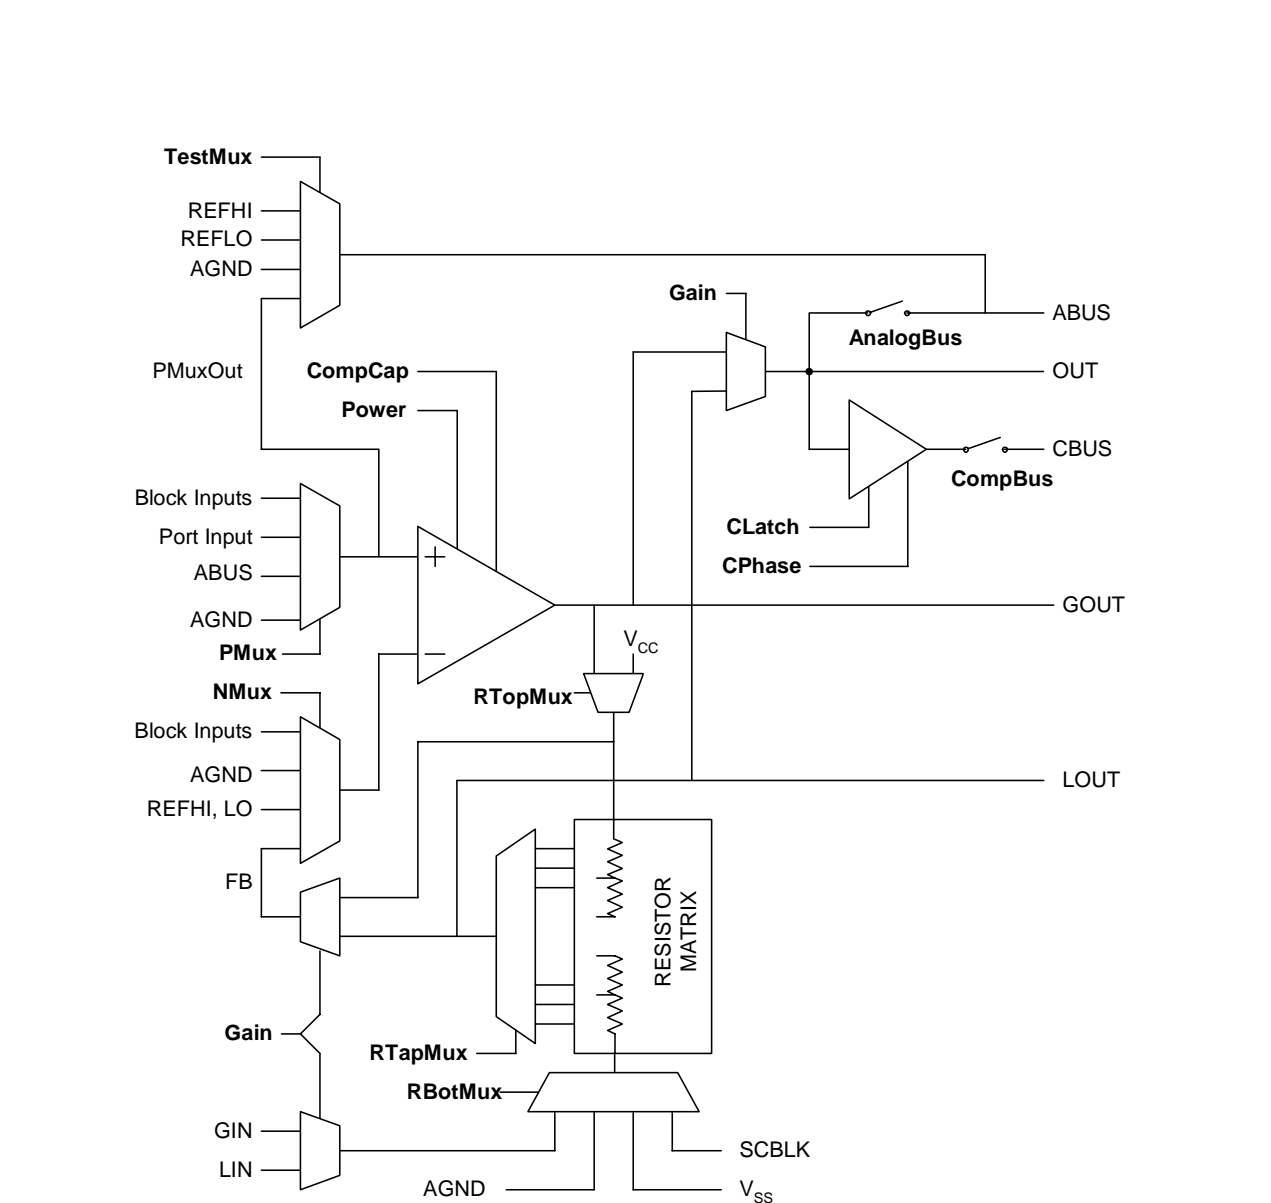 TestMux
REFHI
REFLO
AGND
PMuxOut
Gain
ABUS
AnalogBus
OUT
CompCap
Power
CBUS
CompBus
CLatch
CPhase
Block Inputs
Port Input
ABUS
AGND
PMux
GOUT
VCC
RTopMux
NMux
Block Inputs
AGND
REFHI, LO
FB
LOUT
RESISTOR
MATRIX
Gain
RTapMux
RBotMux
GIN
LIN
SCBLK
AGND
VSS